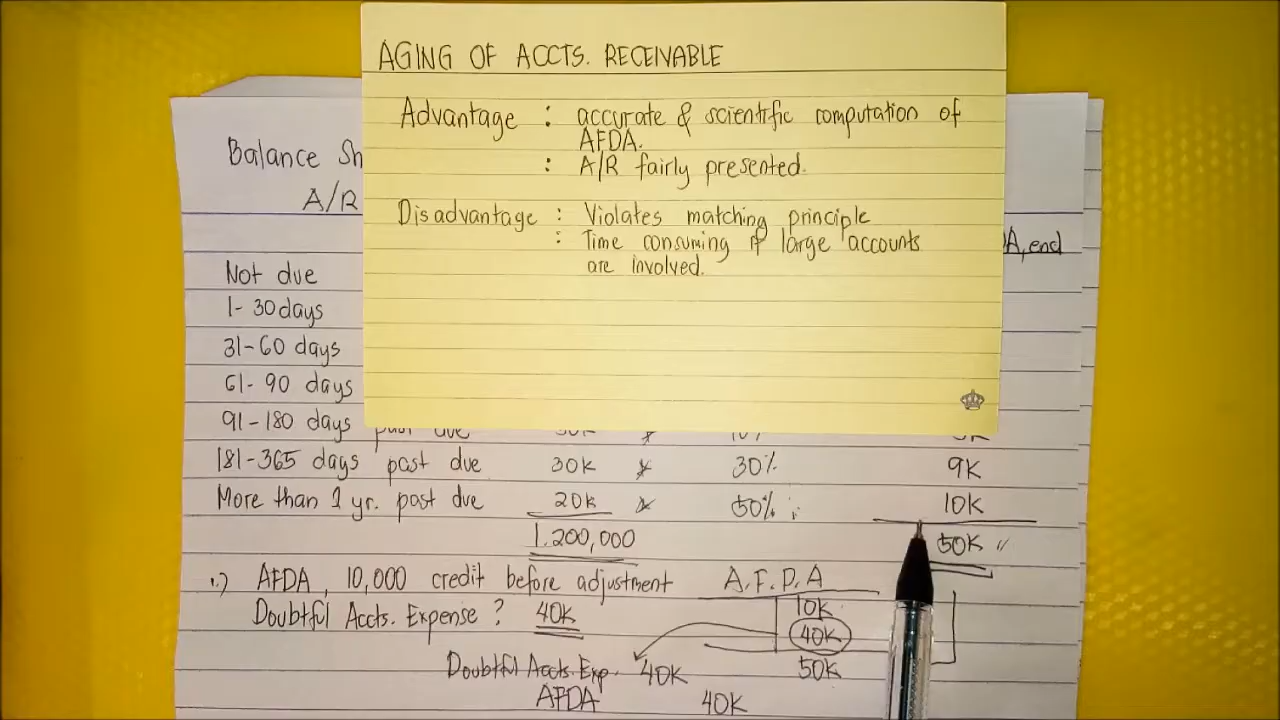 AGING OF ACCTS. RECEIVABLE
Advantage : accurate & scientific computation of
AFDA.
: A/R fairly presented.
Disadvantage : Violates matching principle
: Time consuming if large accounts
are involved.
Balance Sh
A/R
A, end
Not due
1-30 days
31-60 days
61-90 days
91-180 days past due
181-365 days past due 30K x 30% 9K
More than 1 yr. past due 20K x 50% ; 10K
1,200,000 50K //
1.) AFDA, 10,000 credit before adjustment A.F.D.A
10K
Doubtful Accts. Expense ? 40K 40K
Doubtful Accts. Exp. 40K 50K
AFDA 40K